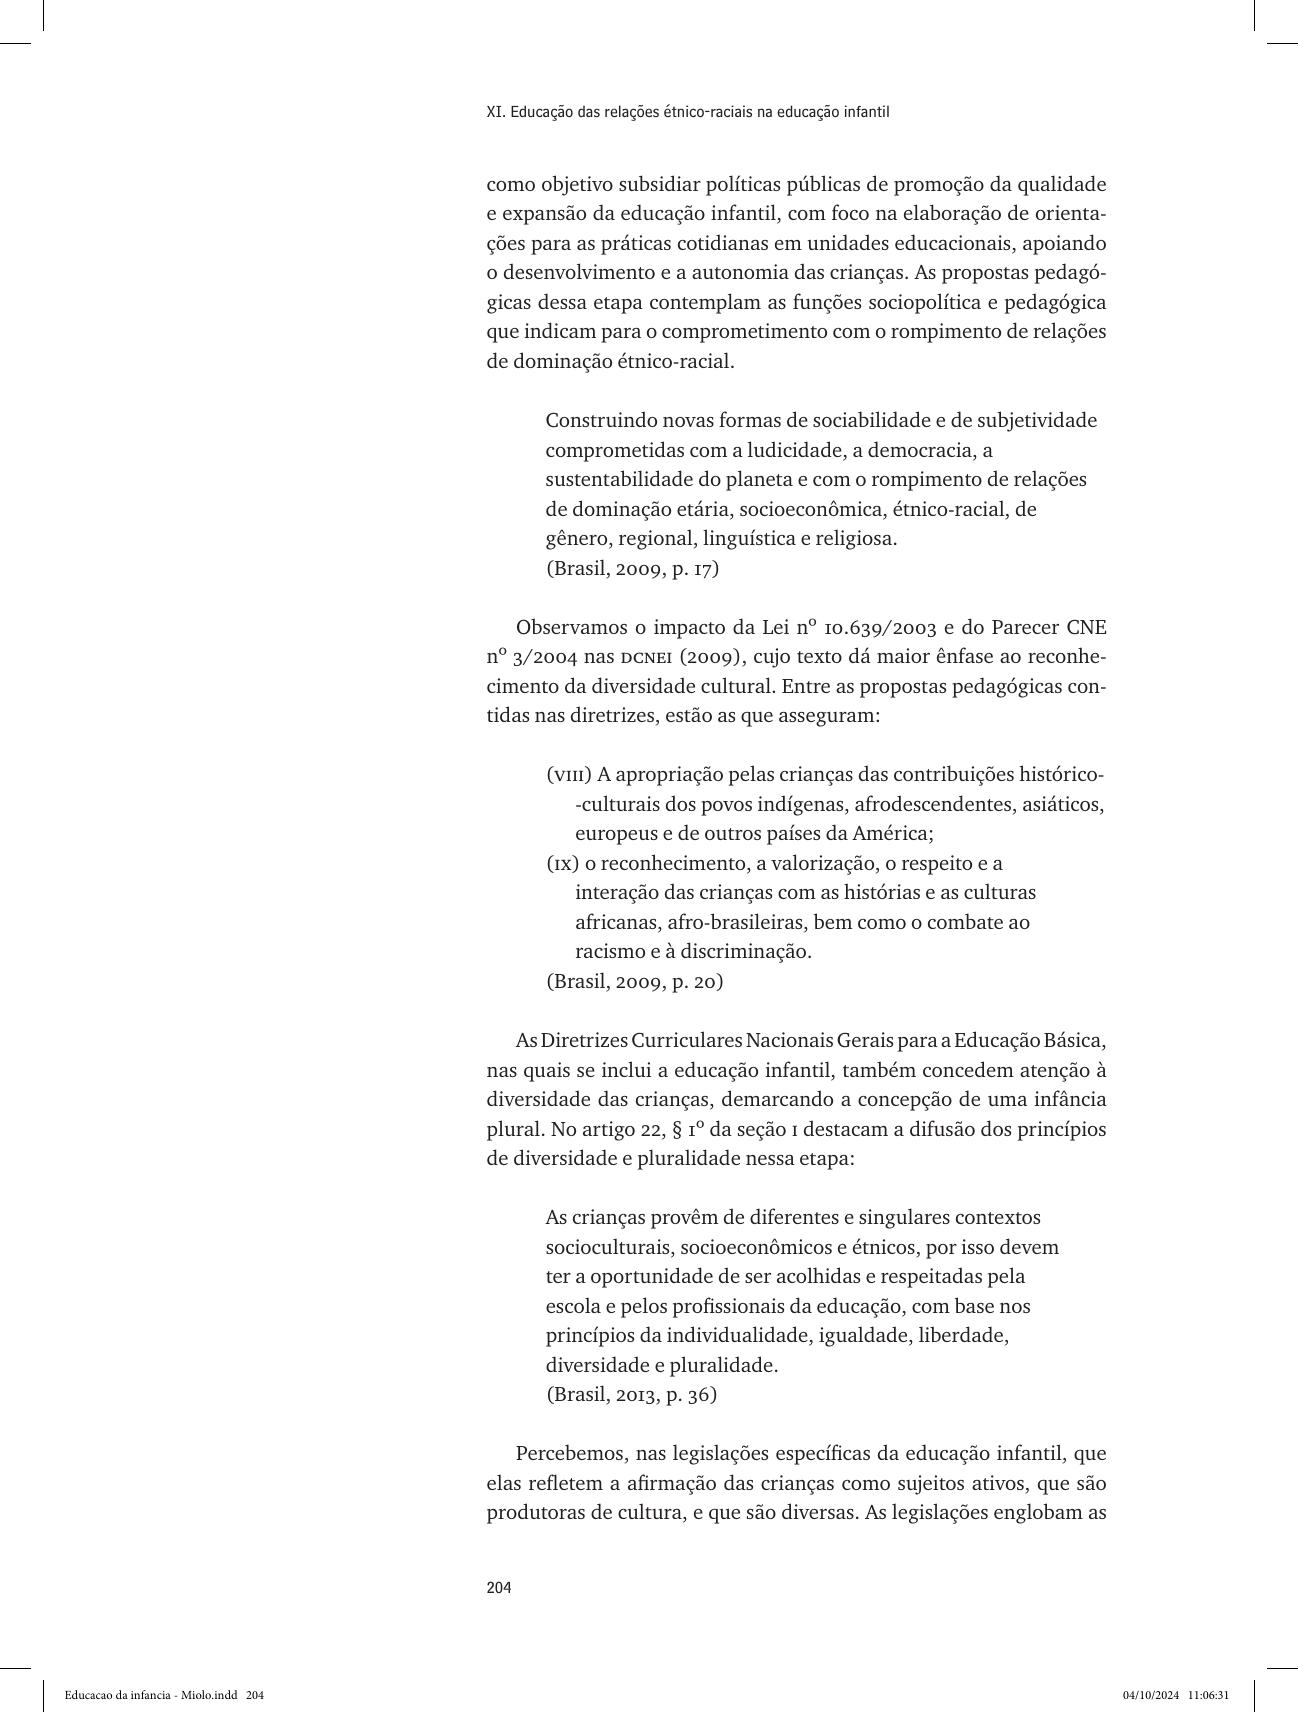 XI. Educação das relações étnico-raciais na educação infantil
como objetivo subsidiar políticas públicas de promoção da qualidade
e expansão da educação infantil, com foco na elaboração de orienta-
ções para as práticas cotidianas em unidades educacionais, apoiando
o desenvolvimento e a autonomia das crianças. As propostas pedagó-
gicas dessa etapa contemplam as funções sociopolítica e pedagógica
que indicam para o comprometimento com o rompimento de relações
de dominação étnico-racial.
Construindo novas formas de sociabilidade e de subjetividade
comprometidas com a ludicidade, a democracia, a
sustentabilidade do planeta e com o rompimento de relações
de dominação etária, socioeconômica, étnico-racial, de
gênero, regional, linguística e religiosa.
(Brasil, 2009, p. 17)
Observamos o impacto da Lei nº 10.639/2003 e do Parecer CNE
nº 3/2004 nas DCNEI (2009), cujo texto dá maior ênfase ao reconhe-
cimento da diversidade cultural. Entre as propostas pedagógicas con-
tidas nas diretrizes, estão as que asseguram:
(VIII) A apropriação pelas crianças das contribuições histórico-
-culturais dos povos indígenas, afrodescendentes, asiáticos,
europeus e de outros países da América;
(IX) o reconhecimento, a valorização, o respeito e a
interação das crianças com as histórias e as culturas
africanas, afro-brasileiras, bem como o combate ao
racismo e à discriminação.
(Brasil, 2009, p. 20)
As Diretrizes Curriculares Nacionais Gerais para a Educação Básica,
nas quais se inclui a educação infantil, também concedem atenção à
diversidade das crianças, demarcando a concepção de uma infância
plural. No artigo 22, § 1º da seção I destacam a difusão dos princípios
de diversidade e pluralidade nessa etapa:
As crianças provêm de diferentes e singulares contextos
socioculturais, socioeconômicos e étnicos, por isso devem
ter a oportunidade de ser acolhidas e respeitadas pela
escola e pelos profissionais da educação, com base nos
princípios da individualidade, igualdade, liberdade,
diversidade e pluralidade.
(Brasil, 2013, p. 36)
Percebemos, nas legislações específicas da educação infantil, que
elas refletem a afirmação das crianças como sujeitos ativos, que são
produtoras de cultura, e que são diversas. As legislações englobam as
204
Educacao da infancia - Miolo.indd 204
04/10/2024 11:06:31